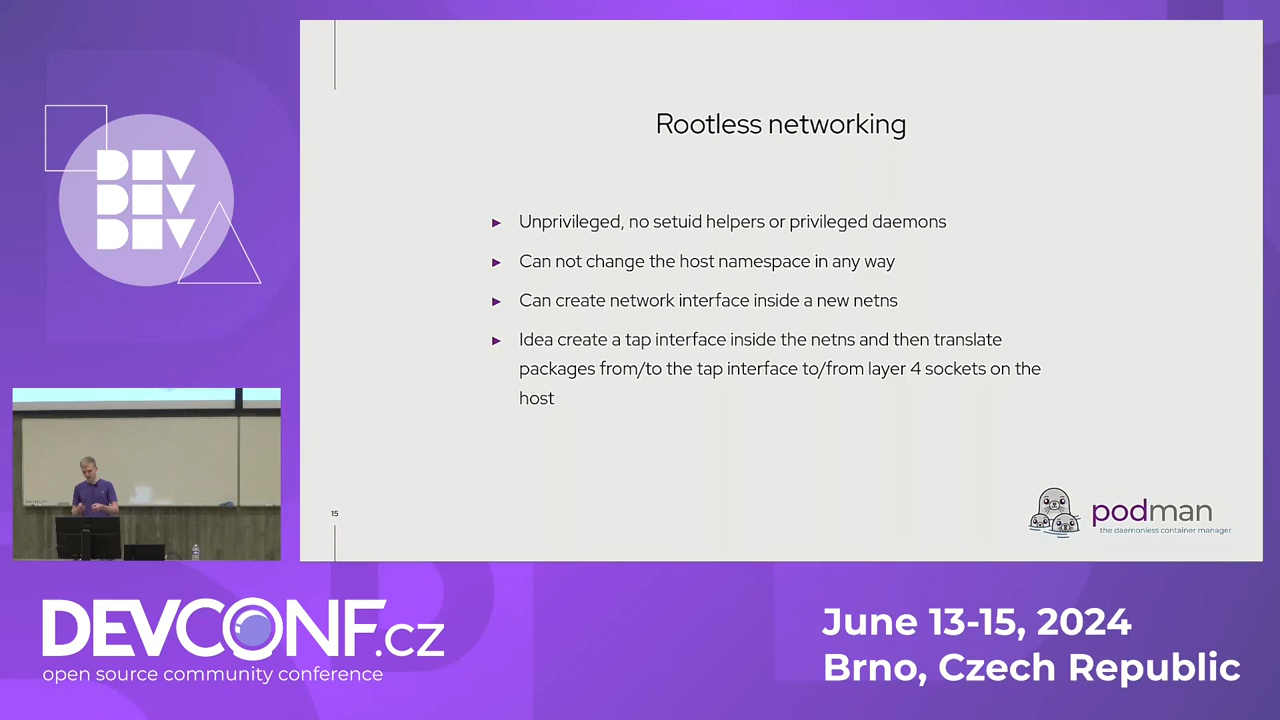 DEV
DEV
DEV
Rootless networking
► Unprivileged, no setuid helpers or privileged daemons
► Can not change the host namespace in any way
► Can create network interface inside a new netns
► Idea create a tap interface inside the netns and then translate
packages from/to the tap interface to/from layer 4 sockets on the
host
15
podman
the daemonless container manager
DEVCONF.cz
open source community conference
June 13-15, 2024
Brno, Czech Republic